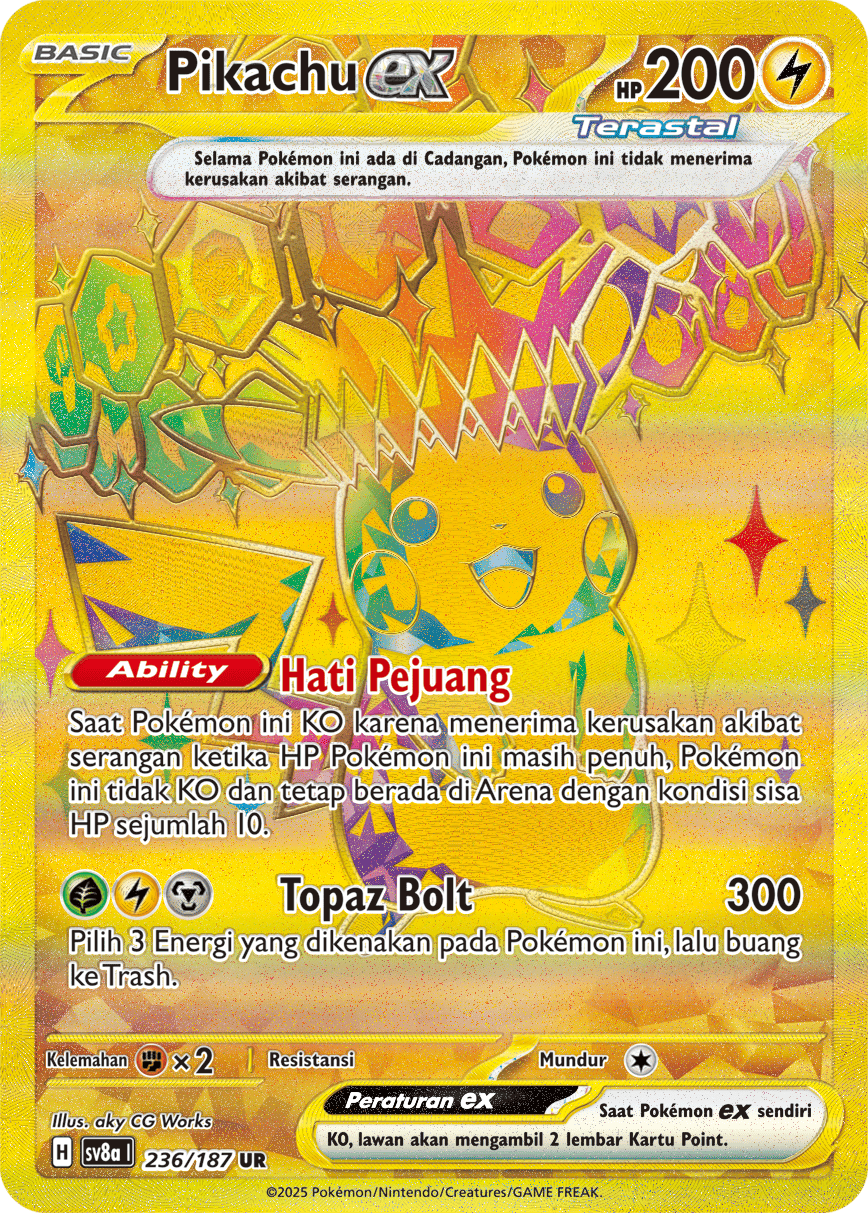 BASIC
Pikachu ex
HP 200
Terastal
Selama Pokémon ini ada di Cadangan, Pokémon ini tidak menerima
kerusakan akibat serangan.
Ability Hati Pejuang
Saat Pokémon ini KO karena menerima kerusakan akibat
serangan ketika HP Pokémon ini masih penuh, Pokémon
ini tidak KO dan tetap berada di Arena dengan kondisi sisa
HP sejumlah 10.
Topaz Bolt 300
Pilih 3 Energi yang dikenakan pada Pokémon ini, lalu buang
ke Trash.
Kelemahan ×2 Resistansi Mundur
Peraturan ex Saat Pokémon ex sendiri
KO, lawan akan mengambil 2 lembar Kartu Point.
Illus. aky CG Works
H sv8a I 236/187 UR
©2025 Pokémon/Nintendo/Creatures/GAME FREAK.